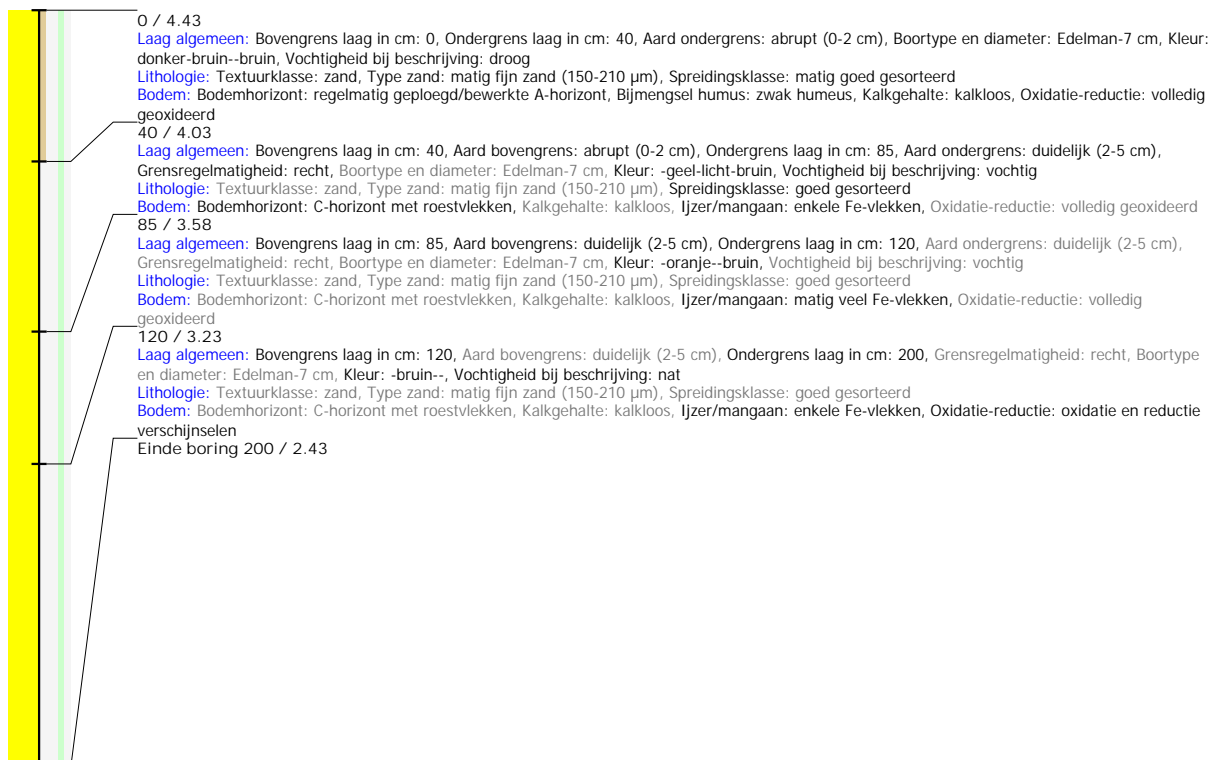 0 / 4.43
Laag algemeen: Bovengrens laag in cm: 0, Ondergrens laag in cm: 40, Aard ondergrens: abrupt (0-2 cm), Boortype en diameter: Edelman-7 cm, Kleur:
donker-bruin--bruin, Vochtigheid bij beschrijving: droog
Lithologie: Textuurklasse: zand, Type zand: matig fijn zand (150-210 µm), Spreidingsklasse: matig goed gesorteerd
Bodem: Bodemhorizont: regelmatig geploegd/bewerkte A-horizont, Bijmengsel humus: zwak humeus, Kalkgehalte: kalkloos, Oxidatie-reductie: volledig
geoxideerd
40 / 4.03
Laag algemeen: Bovengrens laag in cm: 40, Aard bovengrens: abrupt (0-2 cm), Ondergrens laag in cm: 85, Aard ondergrens: duidelijk (2-5 cm),
Grensregelmatigheid: recht, Boortype en diameter: Edelman-7 cm, Kleur: -geel-licht-bruin, Vochtigheid bij beschrijving: vochtig
Lithologie: Textuurklasse: zand, Type zand: matig fijn zand (150-210 µm), Spreidingsklasse: goed gesorteerd
Bodem: Bodemhorizont: C-horizont met roestvlekken, Kalkgehalte: kalkloos, Ijzer/mangaan: enkele Fe-vlekken, Oxidatie-reductie: volledig geoxideerd
85 / 3.58
Laag algemeen: Bovengrens laag in cm: 85, Aard bovengrens: duidelijk (2-5 cm), Ondergrens laag in cm: 120, Aard ondergrens: duidelijk (2-5 cm),
Grensregelmatigheid: recht, Boortype en diameter: Edelman-7 cm, Kleur: -oranje--bruin, Vochtigheid bij beschrijving: vochtig
Lithologie: Textuurklasse: zand, Type zand: matig fijn zand (150-210 µm), Spreidingsklasse: goed gesorteerd
Bodem: Bodemhorizont: C-horizont met roestvlekken, Kalkgehalte: kalkloos, Ijzer/mangaan: matig veel Fe-vlekken, Oxidatie-reductie: volledig
geoxideerd
120 / 3.23
Laag algemeen: Bovengrens laag in cm: 120, Aard bovengrens: duidelijk (2-5 cm), Ondergrens laag in cm: 200, Grensregelmatigheid: recht, Boortype
en diameter: Edelman-7 cm, Kleur: -bruin--, Vochtigheid bij beschrijving: nat
Lithologie: Textuurklasse: zand, Type zand: matig fijn zand (150-210 µm), Spreidingsklasse: goed gesorteerd
Bodem: Bodemhorizont: C-horizont met roestvlekken, Kalkgehalte: kalkloos, Ijzer/mangaan: enkele Fe-vlekken, Oxidatie-reductie: oxidatie en reductie
verschijnselen
Einde boring 200 / 2.43